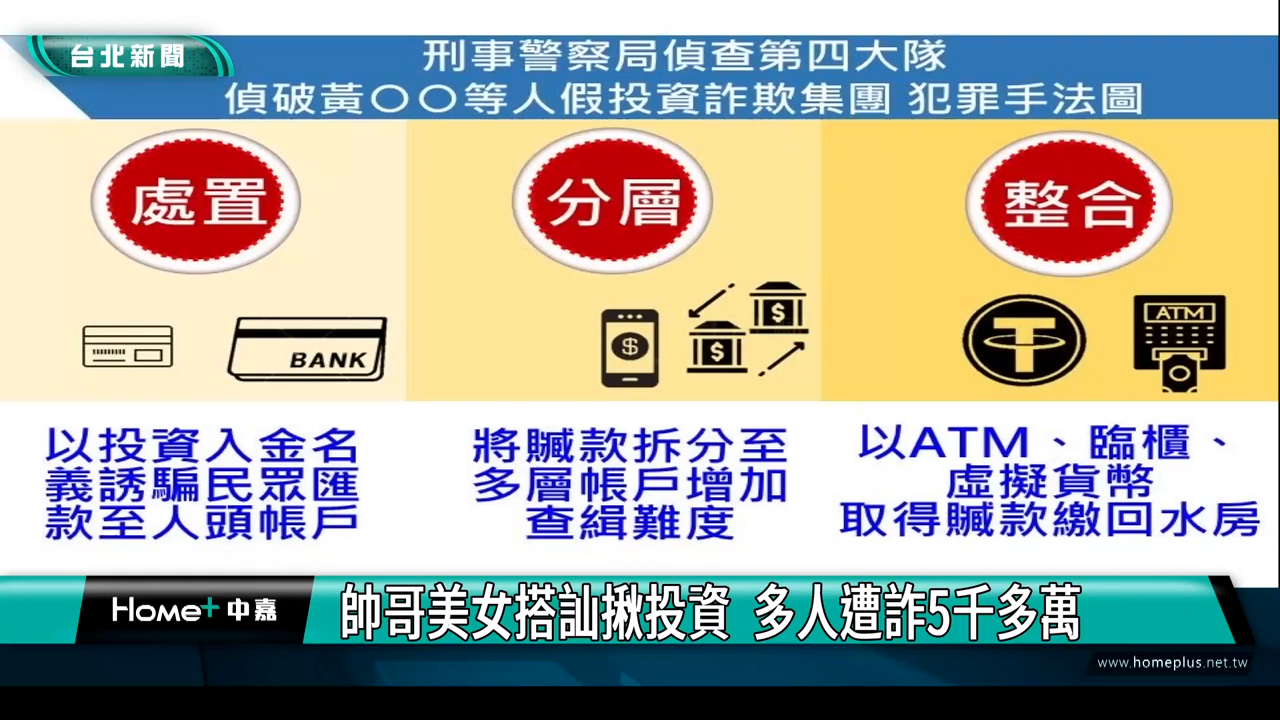 台北新聞
刑事警察局偵查第四大隊
偵破黃〇〇等人假投資詐欺集團 犯罪手法圖
處置
分層
整合
BANK
$
$
$
T
ATM
以投資入金名
義誘騙民眾匯
款至人頭帳戶
將贓款拆分至
多層帳戶增加
查緝難度
以ATM、臨櫃、
虛擬貨幣
取得贓款繳回水房
Home+中嘉
帥哥美女搭訕揪投資 多人遭詐5千多萬
www.homeplus.net.tw